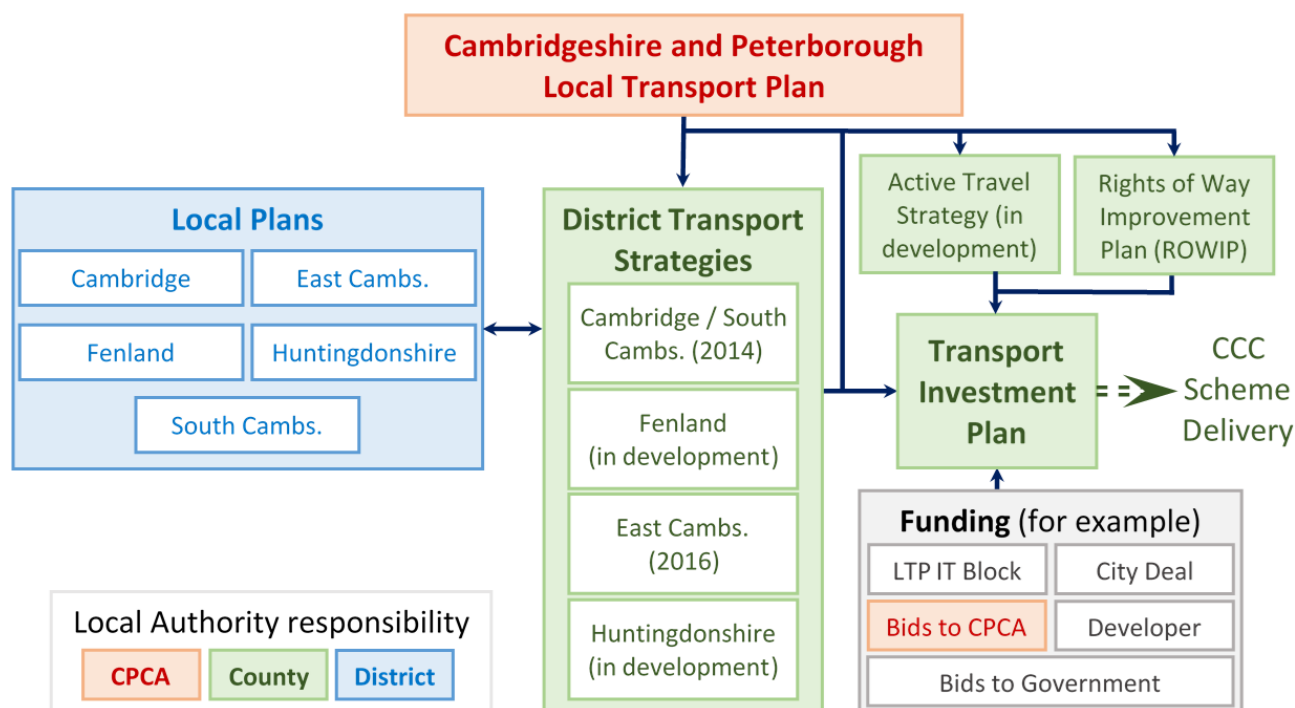 Cambridgeshire and Peterborough
Local Transport Plan
Local Plans
Cambridge
East Cambs.
Fenland
Huntingdonshire
South Cambs.
District Transport
Strategies
Cambridge / South
Cambs. (2014)
Fenland
(in development)
East Cambs.
(2016)
Huntingdonshire
(in development)
Active Travel
Strategy (in
development)
Rights of Way
Improvement
Plan (ROWIP)
Transport
Investment
Plan
CCC
Scheme
Delivery
Funding (for example)
LTP IT Block
City Deal
Bids to CPCA
Developer
Bids to Government
Local Authority responsibility
CPCA
County
District